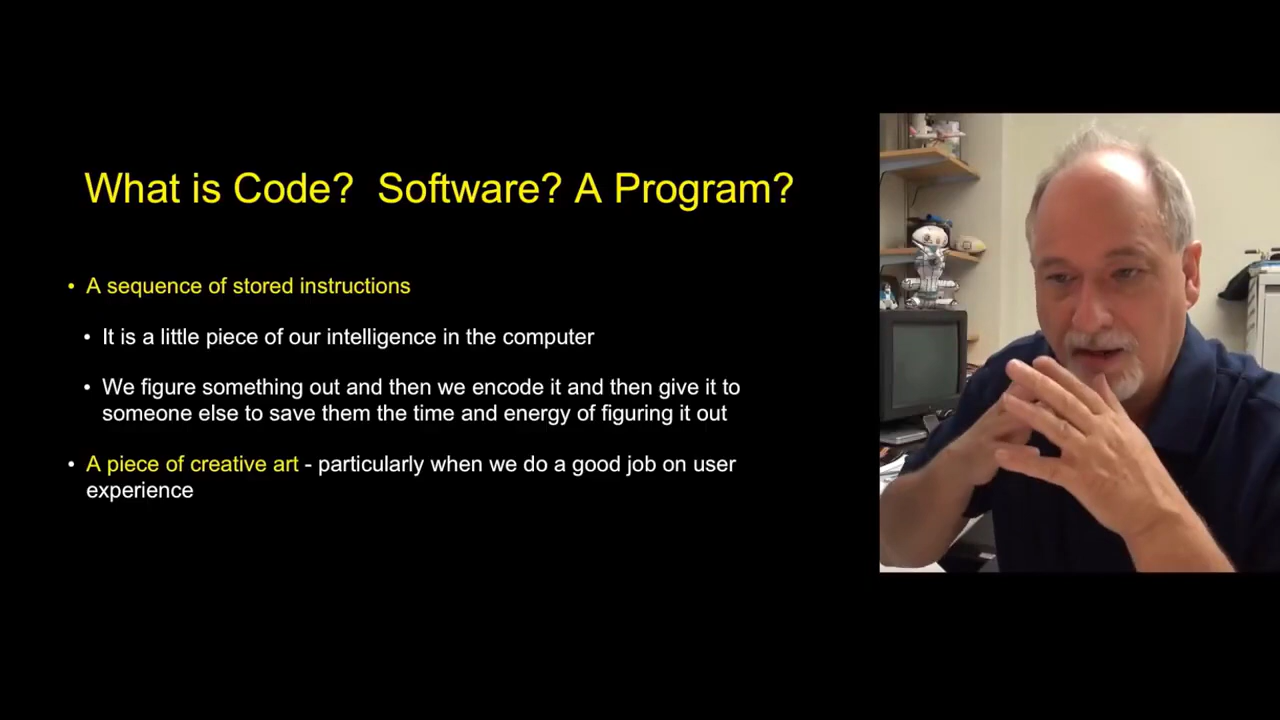 What is Code?  Software? A Program?
• A sequence of stored instructions
• It is a little piece of our intelligence in the computer
• We figure something out and then we encode it and then give it to
someone else to save them the time and energy of figuring it out
• A piece of creative art - particularly when we do a good job on user
experience